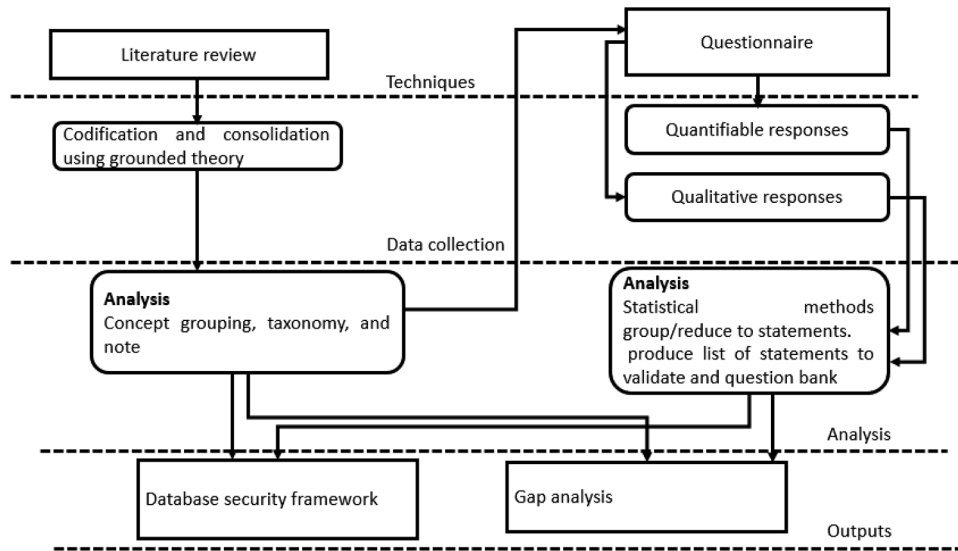 Literature review
Questionnaire
Techniques
Codification and consolidation
using grounded theory
Quantifiable responses
Qualitative responses
Data collection
Analysis
Concept grouping, taxonomy, and
note
Analysis
Statistical methods
group/reduce to statements.
produce list of statements to
validate and question bank
Analysis
Database security framework
Gap analysis
Outputs